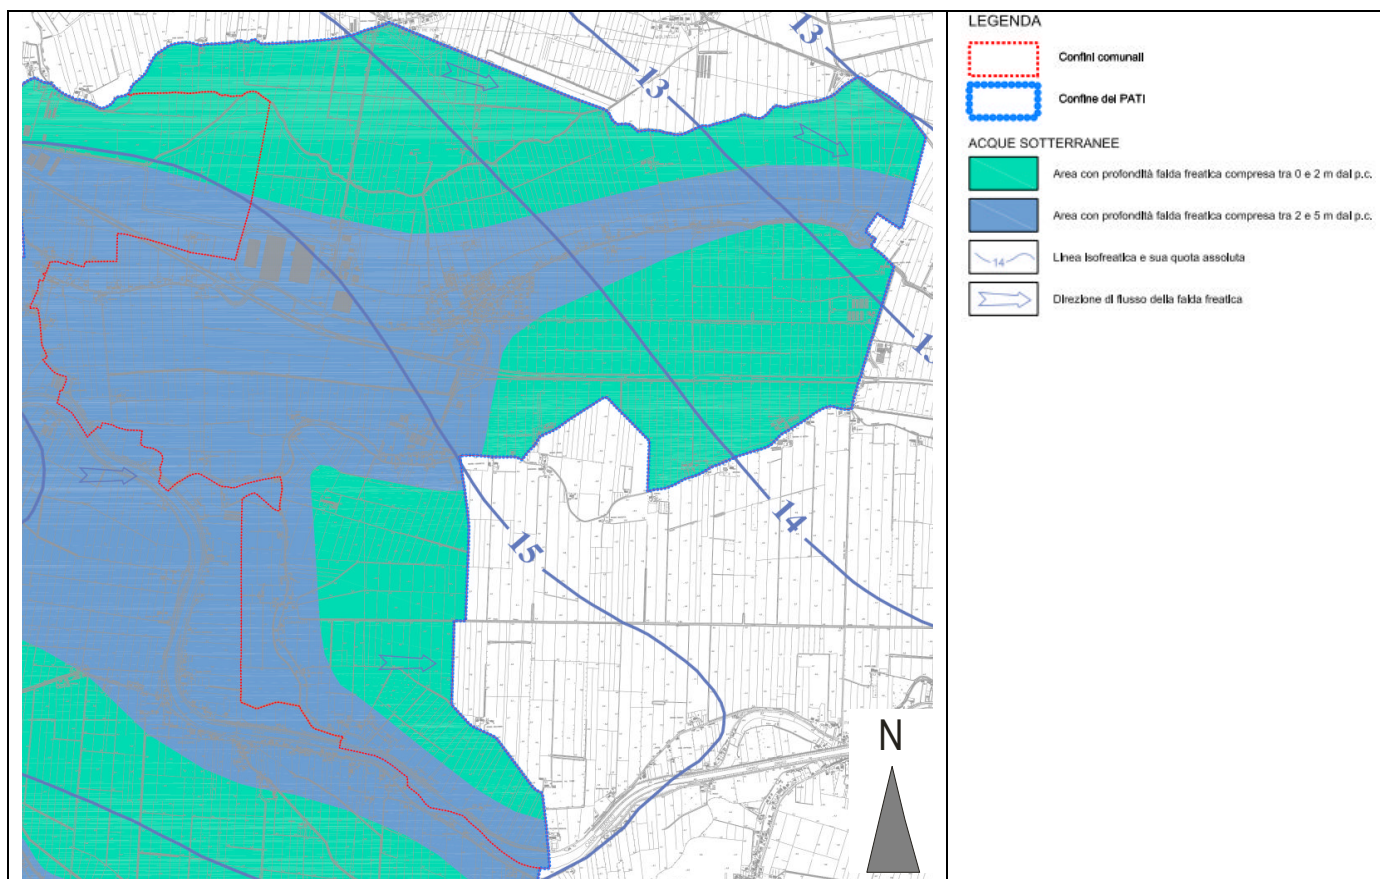 13
13
13
14
15
N
LEGENDA
Confini comunali
Confine del PATI
ACQUE SOTTERRANEE
Area con profondità falda freatica compresa tra 0 e 2 m dal p.c.
Area con profondità falda freatica compresa tra 2 e 5 m dal p.c.
14
Linea isofreatica e sua quota assoluta
Direzione di flusso della falda freatica